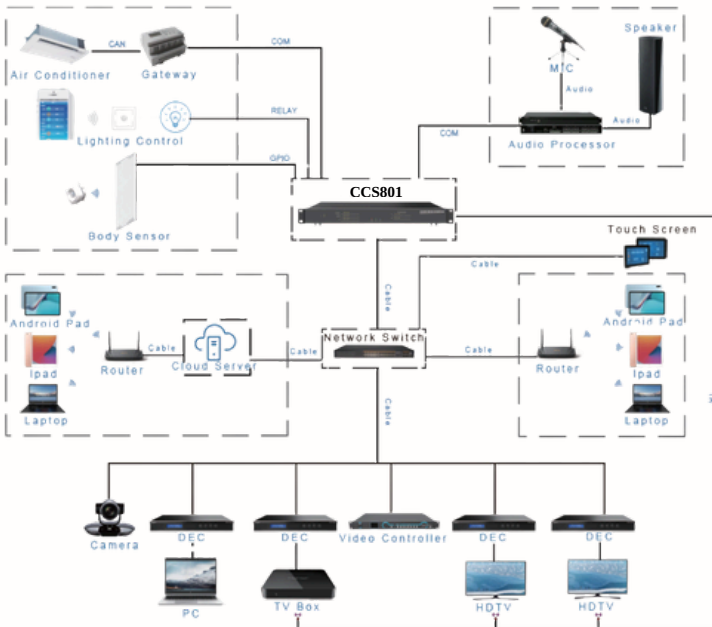 CAN
COM
Air Conditioner
Gateway
RELAY
Lighting Control
GPIO
Body Sensor
Speaker
MIC
Audio
Audio
COM
Audio Processor
CCS801
Touch Screen
Cable
Cable
Android Pad
Ipad
Laptop
Router
Cable
Cloud Server
Cable
Network Switch
Cable
Router
Android Pad
Ipad
Laptop
Cable
Camera
DEC
DEC
Video Controller
DEC
DEC
PC
TV Box
HDTV
HDTV